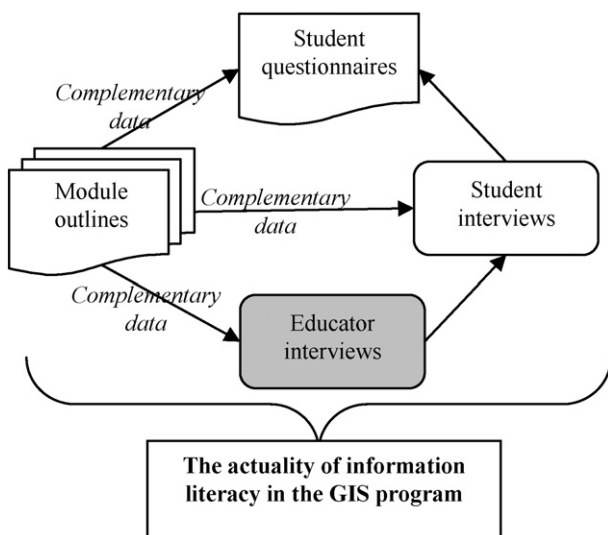 Student
questionnaires
Complementary
data
Module
outlines
Complementary
data
Student
interviews
Complementary
data
Educator
interviews
The actuality of information
literacy in the GIS program